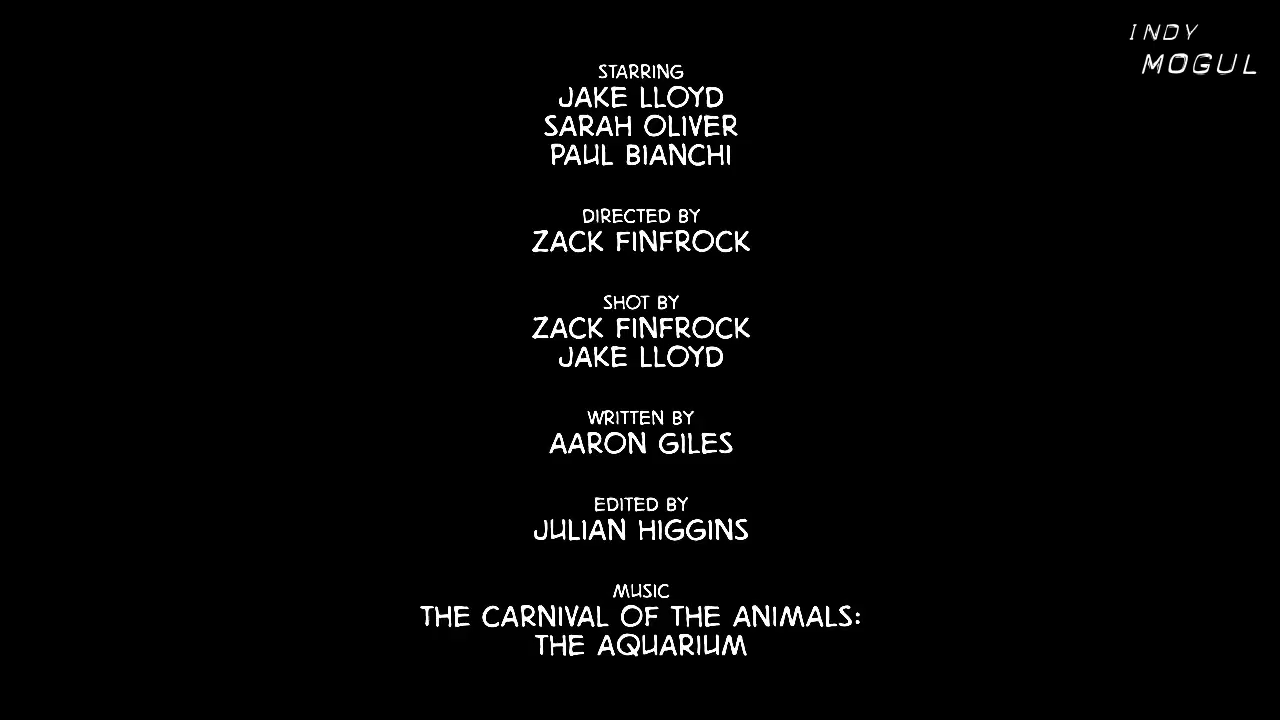 INDY
MOGUL
STARRING
JAKE LLOYD
SARAH OLIVER
PAUL BIANCHI
DIRECTED BY
ZACK FINFROCK
SHOT BY
ZACK FINFROCK
JAKE LLOYD
WRITTEN BY
AARON GILES
EDITED BY
JULIAN HIGGINS
MUSIC
THE CARNIVAL OF THE ANIMALS:
THE AQUARIUM